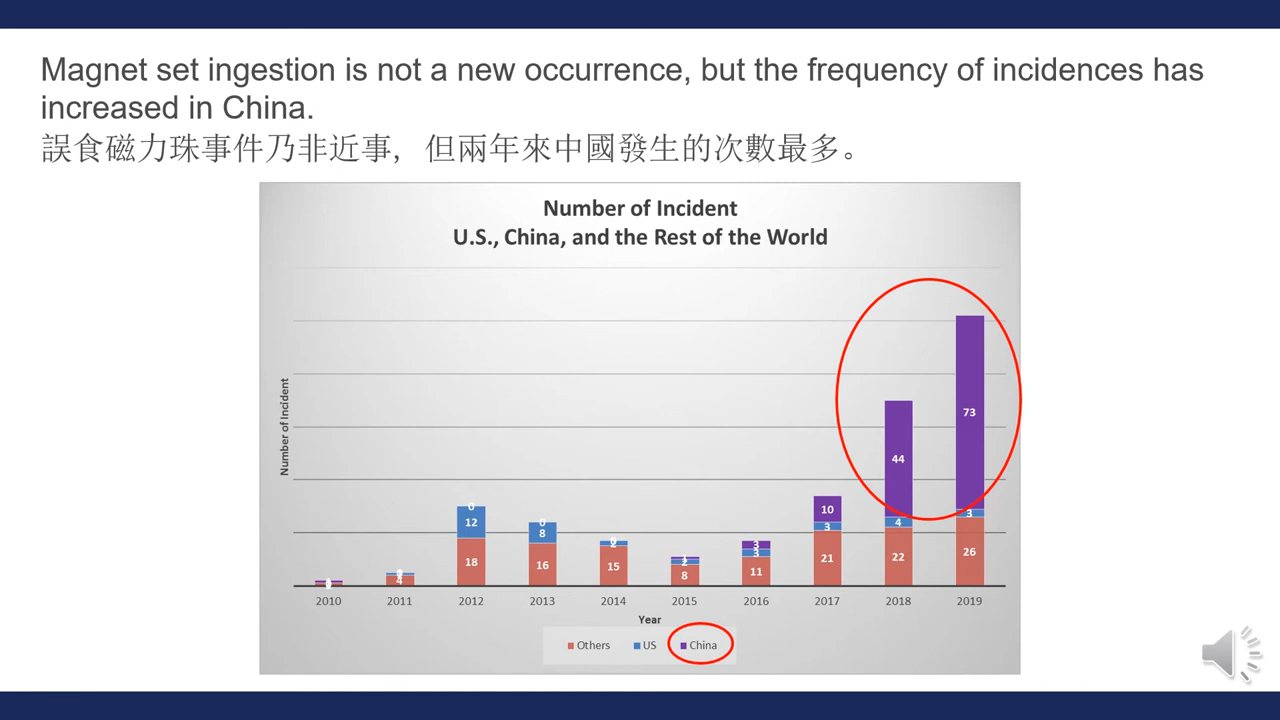 Magnet set ingestion is not a new occurrence, but the frequency of incidences has
increased in China.
誤食磁力珠事件乃非近事，但兩年來中國發生的次數最多。
Number of Incident
U.S., China, and the Rest of the World
Number of Incident
73
44
10
3
4
3
0
12
0
8
3
3
2
18
16
15
8
11
21
22
26
4
2010 2011 2012 2013 2014 2015 2016 2017 2018 2019
Year
Others US China